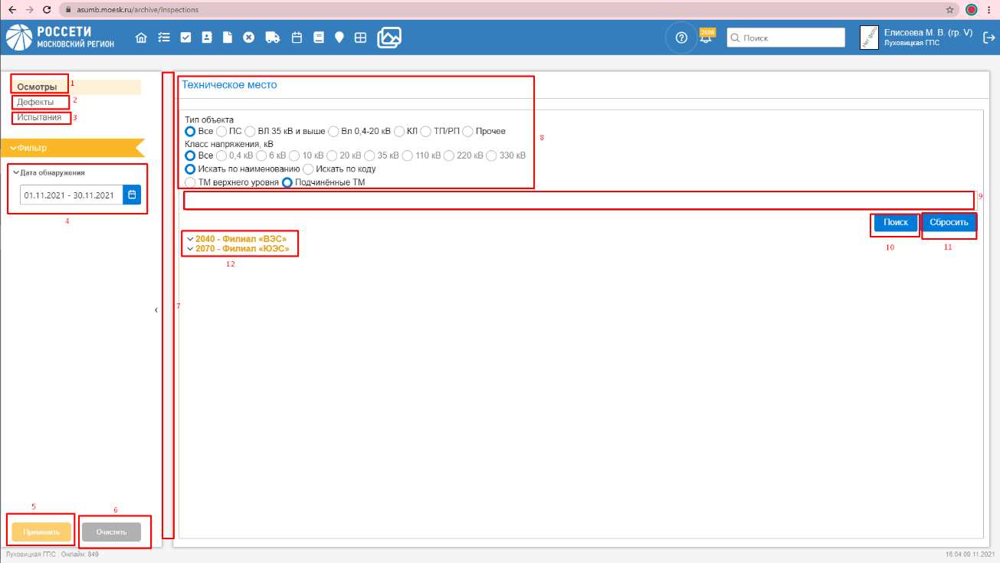 asumb.moesk.ru/archive/Inspections
РОССЕТИ
МОСКОВСКИЙ РЕГИОН
2008
Поиск
Нет фото
Елисеева М. В. (гр. V)
Луховицкая ГПС
Осмотры
1
Дефекты
2
Испытания
3
Фильтр
Дата обнаружения
01.11.2021 - 30.11.2021
4
5
6
Применить
Очистить
7
Техническое место
Тип объекта
Все ПС ВЛ 35 кВ и выше Вл 0,4-20 кВ КЛ ТП/РП Прочее
8
Класс напряжения, кВ
Все 0,4 кВ 6 кВ 10 кВ 20 кВ 35 кВ 110 кВ 220 кВ 330 кВ
Искать по наименованию Искать по коду
ТМ верхнего уровня Подчинённые ТМ
9
Поиск Сбросить
10 11
2040 - Филиал «ВЭС»
2070 - Филиал «ЮЭС»
12
Луховицкая ГПС . Онлайн: 849
16:04 09.11.2021